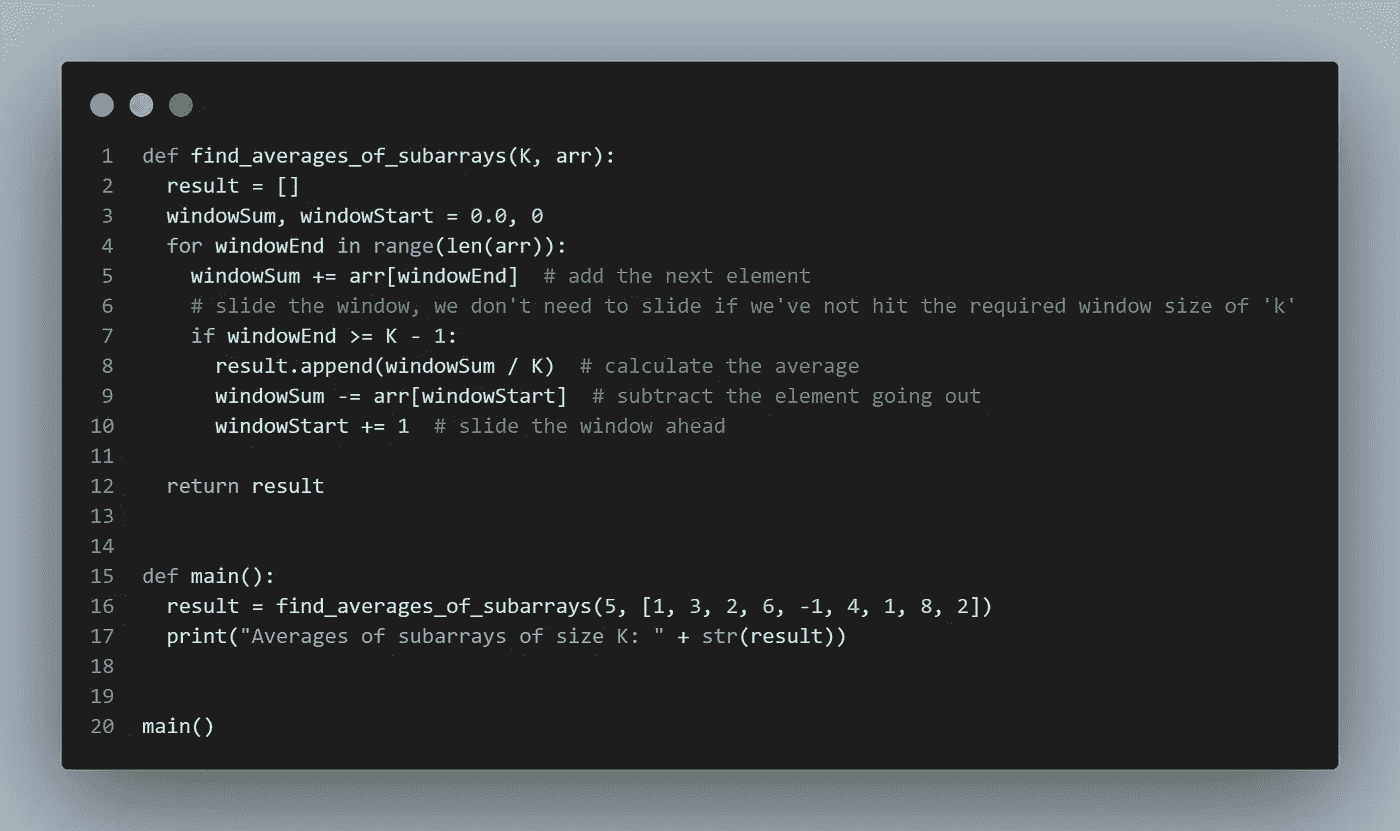 1 def find_averages_of_subarrays(K, arr):
2   result = []
3   windowSum, windowStart = 0.0, 0
4   for windowEnd in range(len(arr)):
5     windowSum += arr[windowEnd]  # add the next element
6     # slide the window, we don't need to slide if we've not hit the required window size of 'k'
7     if windowEnd >= K - 1:
8       result.append(windowSum / K)  # calculate the average
9       windowSum -= arr[windowStart]  # subtract the element going out
10       windowStart += 1  # slide the window ahead
11
12   return result
13
14
15 def main():
16   result = find_averages_of_subarrays(5, [1, 3, 2, 6, -1, 4, 1, 8, 2])
17   print("Averages of subarrays of size K: " + str(result))
18
19
20 main()